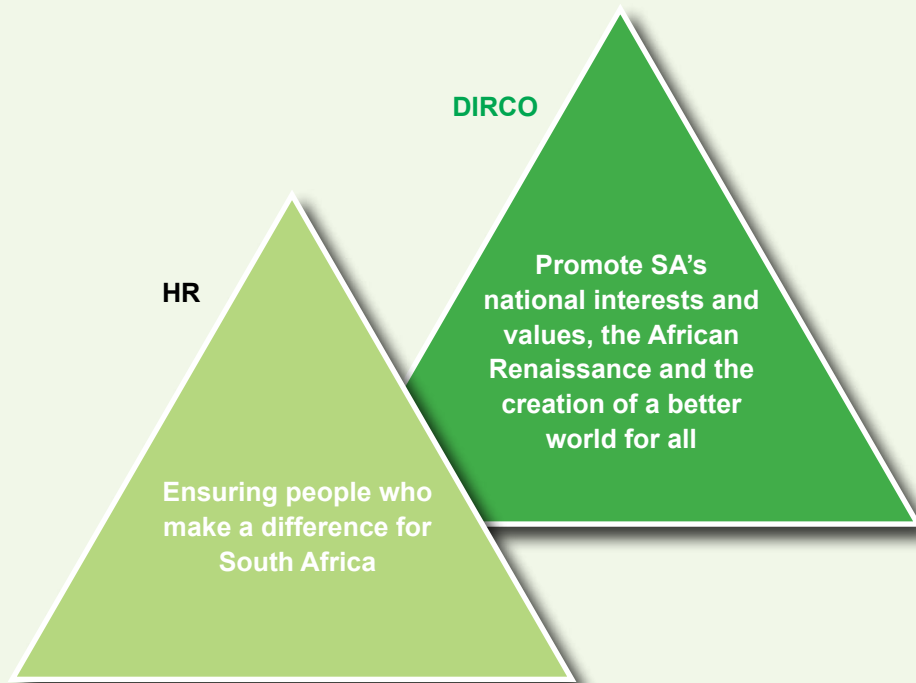 DIRCO
Promote SA’s
national interests and
values, the African
Renaissance and the
creation of a better
world for all
HR
Ensuring people who
make a difference for
South Africa